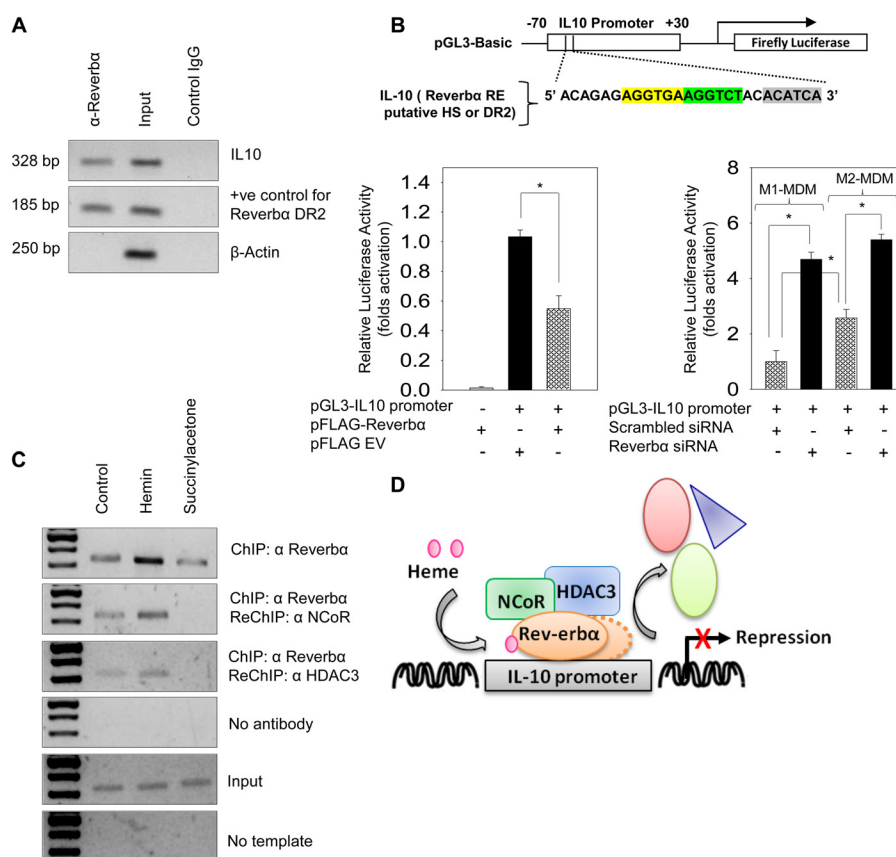 A
α-Reverbα
Input
Control IgG
328 bp
IL10
185 bp
+ve control for
Reverbα DR2
250 bp
β-Actin
B
-70 IL10 Promoter +30
pGL3-Basic
Firefly Luciferase
IL-10 ( Reverbα RE
putative HS or DR2)
5’ ACAGAGAGGTGAAGGTCTACACATCA 3’
Relative Luciferase Activity
(folds activation)
1.4
1.2
1.0
0.8
0.6
0.4
0.2
0.0
*
pGL3-IL10 promoter - + +
pFLAG-Reverbα + - +
pFLAG EV - + -
Relative Luciferase Activity
(folds activation)
8
6
4
2
0
M1-MDM
M2-MDM
*
*
*
pGL3-IL10 promoter + + + +
Scrambled siRNA + - + -
Reverbα siRNA - + - +
C
Control
Hemin
Succinylacetone
ChIP: α Reverbα
ChIP: α Reverbα
ReChIP: α NCoR
ChIP: α Reverbα
ReChIP: α HDAC3
No antibody
Input
No template
D
Heme
NCoR
HDAC3
Rev-erbα
IL-10 promoter
X
Repression